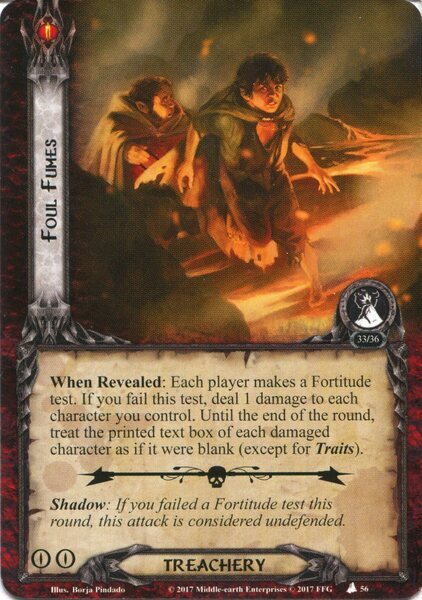 FOUL FUMES
33/36
When Revealed: Each player makes a Fortitude
test. If you fail this test, deal 1 damage to each
character you control. Until the end of the round,
treat the printed text box of each damaged
character as if it were blank (except for Traits).
Shadow: If you failed a Fortitude test this
round, this attack is considered undefended.
TREACHERY
Illus. Borja Pindado
© 2017 Middle-earth Enterprises © 2017 FFG
56